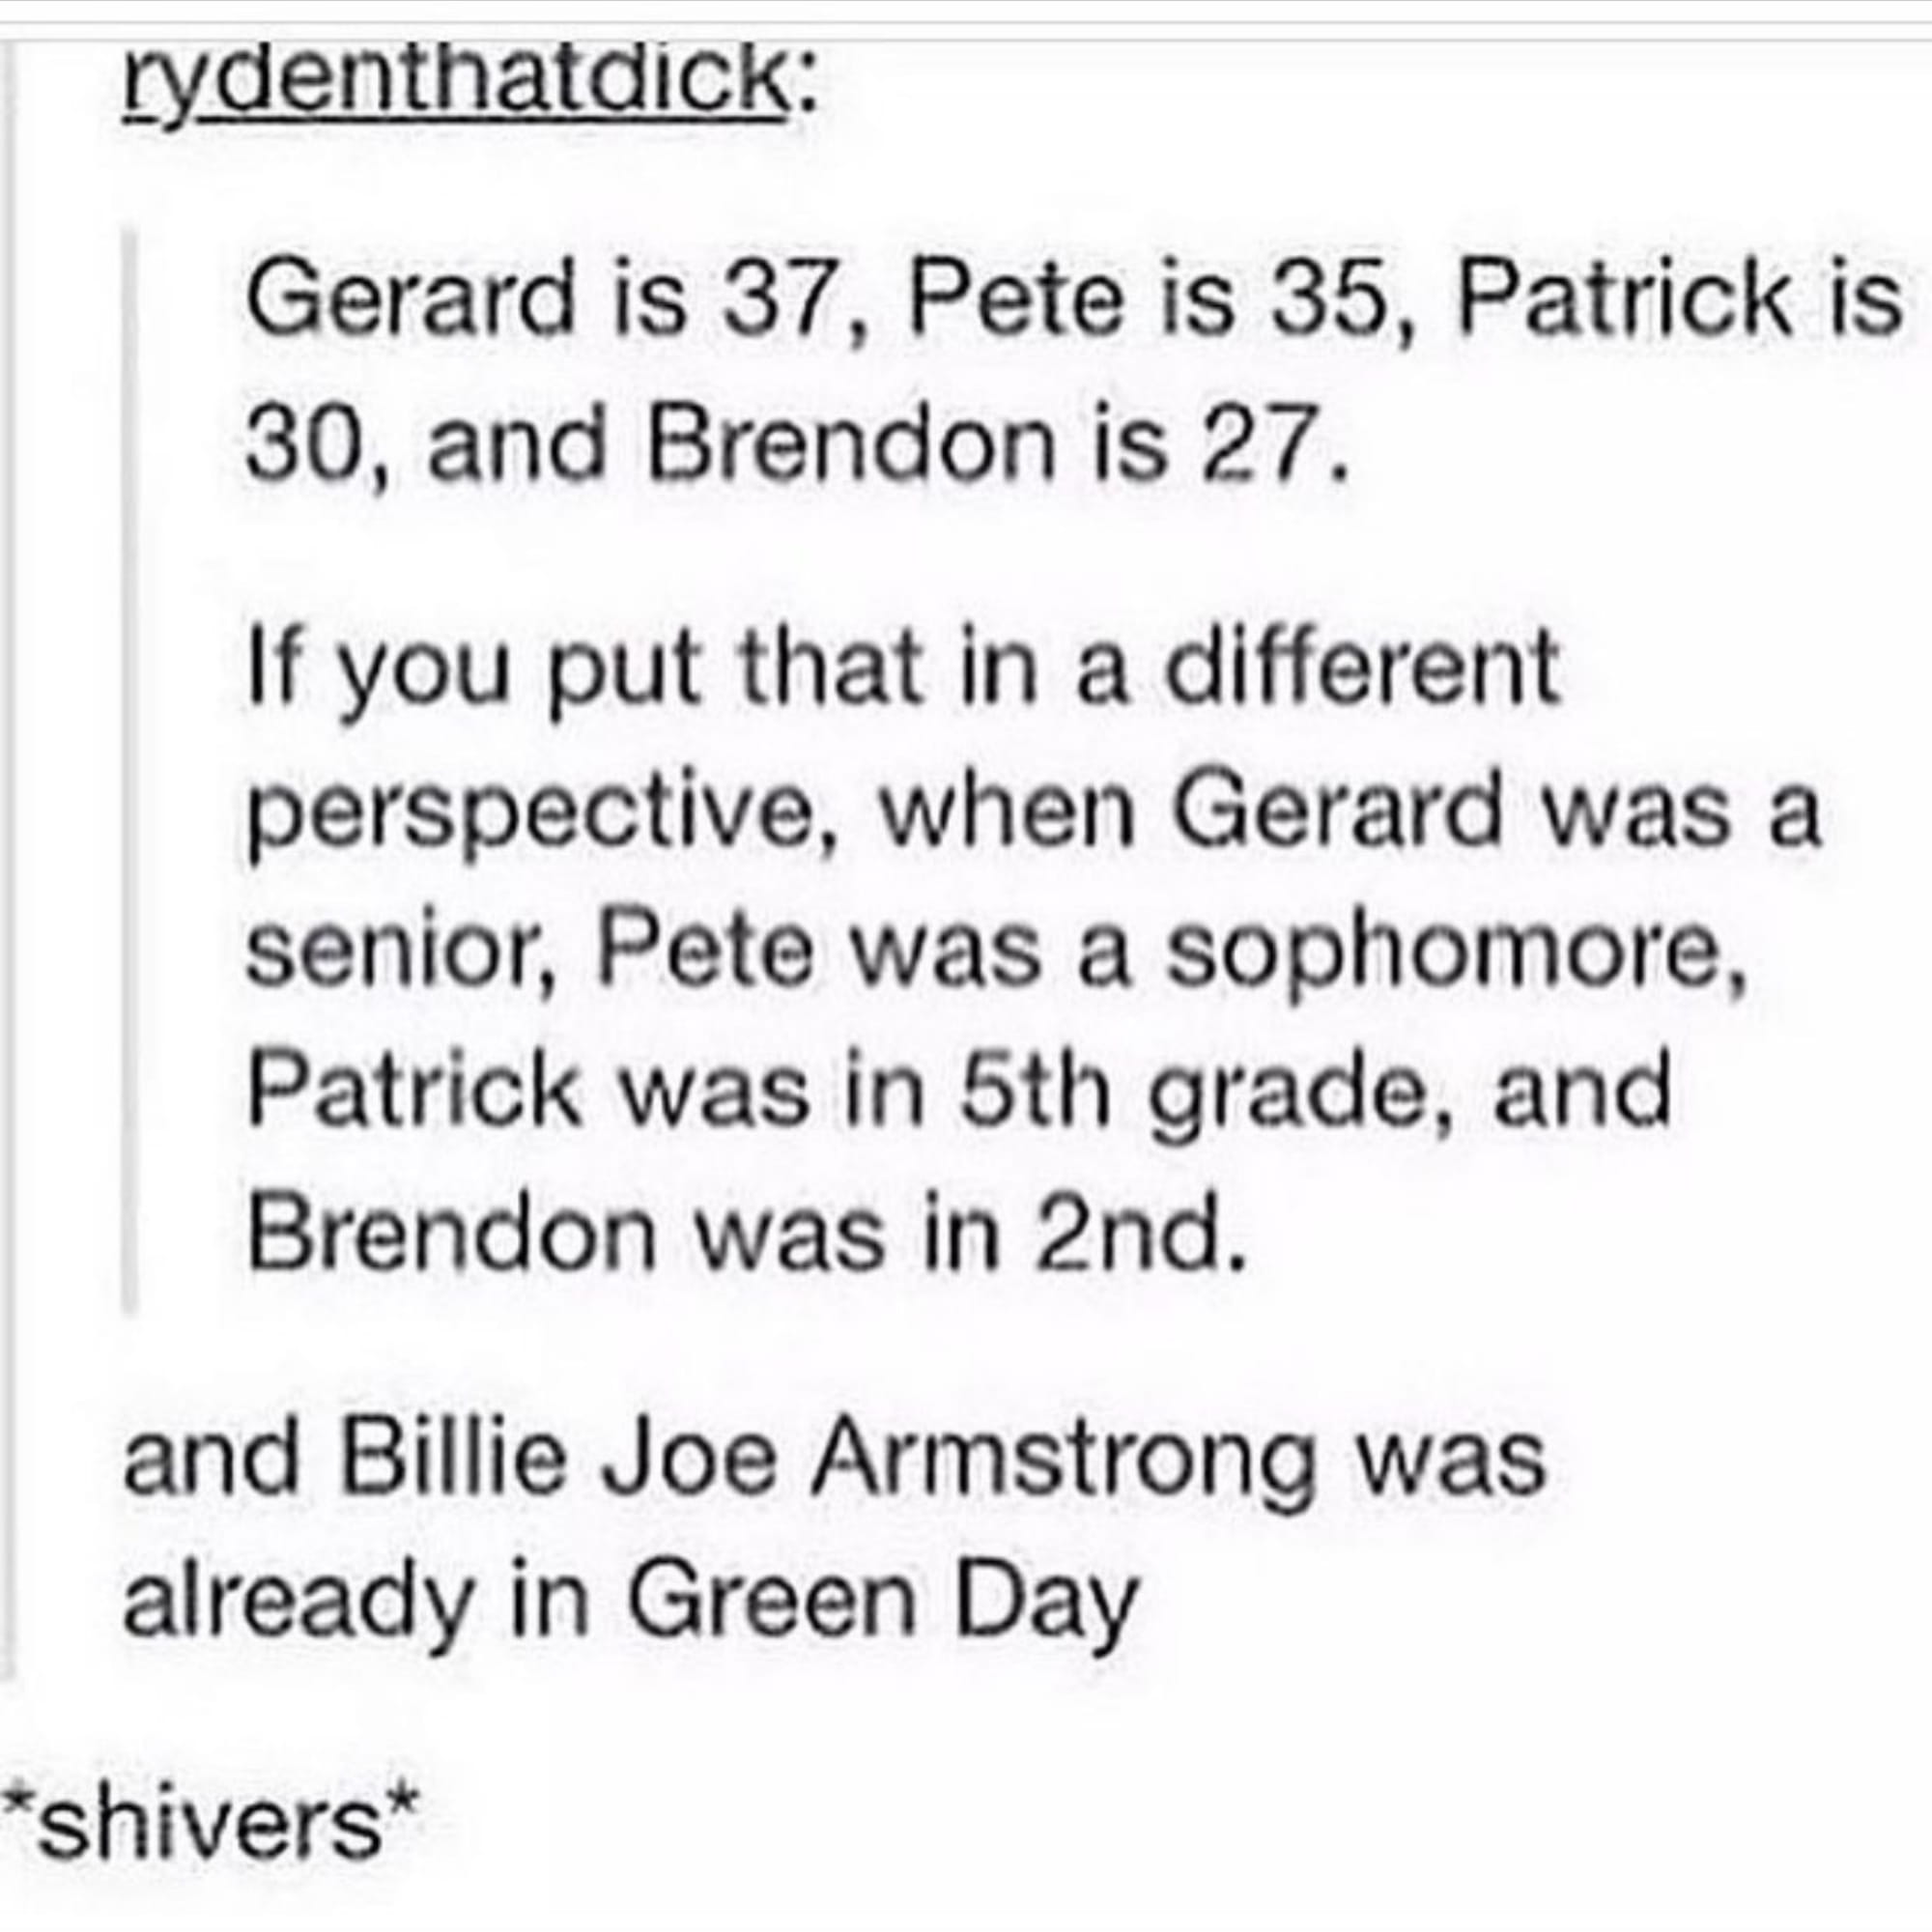 rydenthatdick:
Gerard is 37, Pete is 35, Patrick is
30, and Brendon is 27.
If you put that in a different
perspective, when Gerard was a
senior, Pete was a sophomore,
Patrick was in 5th grade, and
Brendon was in 2nd.
and Billie Joe Armstrong was
already in Green Day
*shivers*